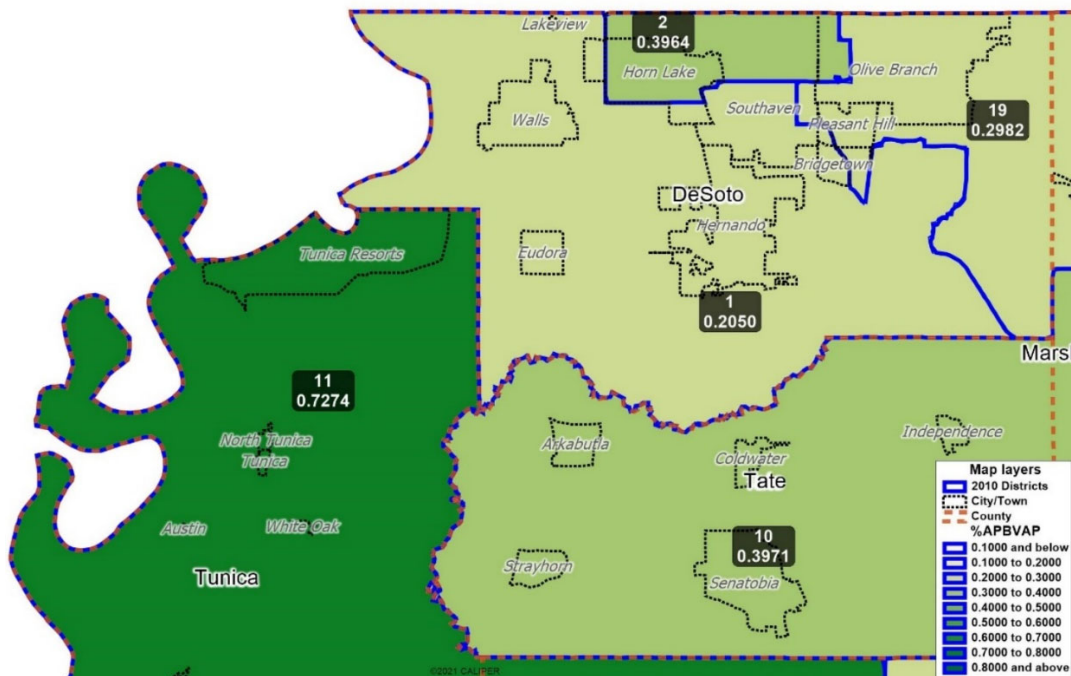 Lakeview
2
0.3964
Horn Lake
Olive Branch
Walls
Southaven
Pleasant Hill
19
0.2982
Bridgetown
DeSoto
Hernando
Tunica Resorts
Eudora
1
0.2050
Marsh
11
0.7274
North Tunica
Tunica
Arkabutla
Coldwater
Independence
Tate
Austin
White Oak
10
0.3971
Strayhorn
Senatobia
Tunica
Map layers
2010 Districts
City/Town
County
%APBVAP
0.1000 and below
0.1000 to 0.2000
0.2000 to 0.3000
0.3000 to 0.4000
0.4000 to 0.5000
0.5000 to 0.6000
0.6000 to 0.7000
0.7000 to 0.8000
0.8000 and above
©2021 CALIPER